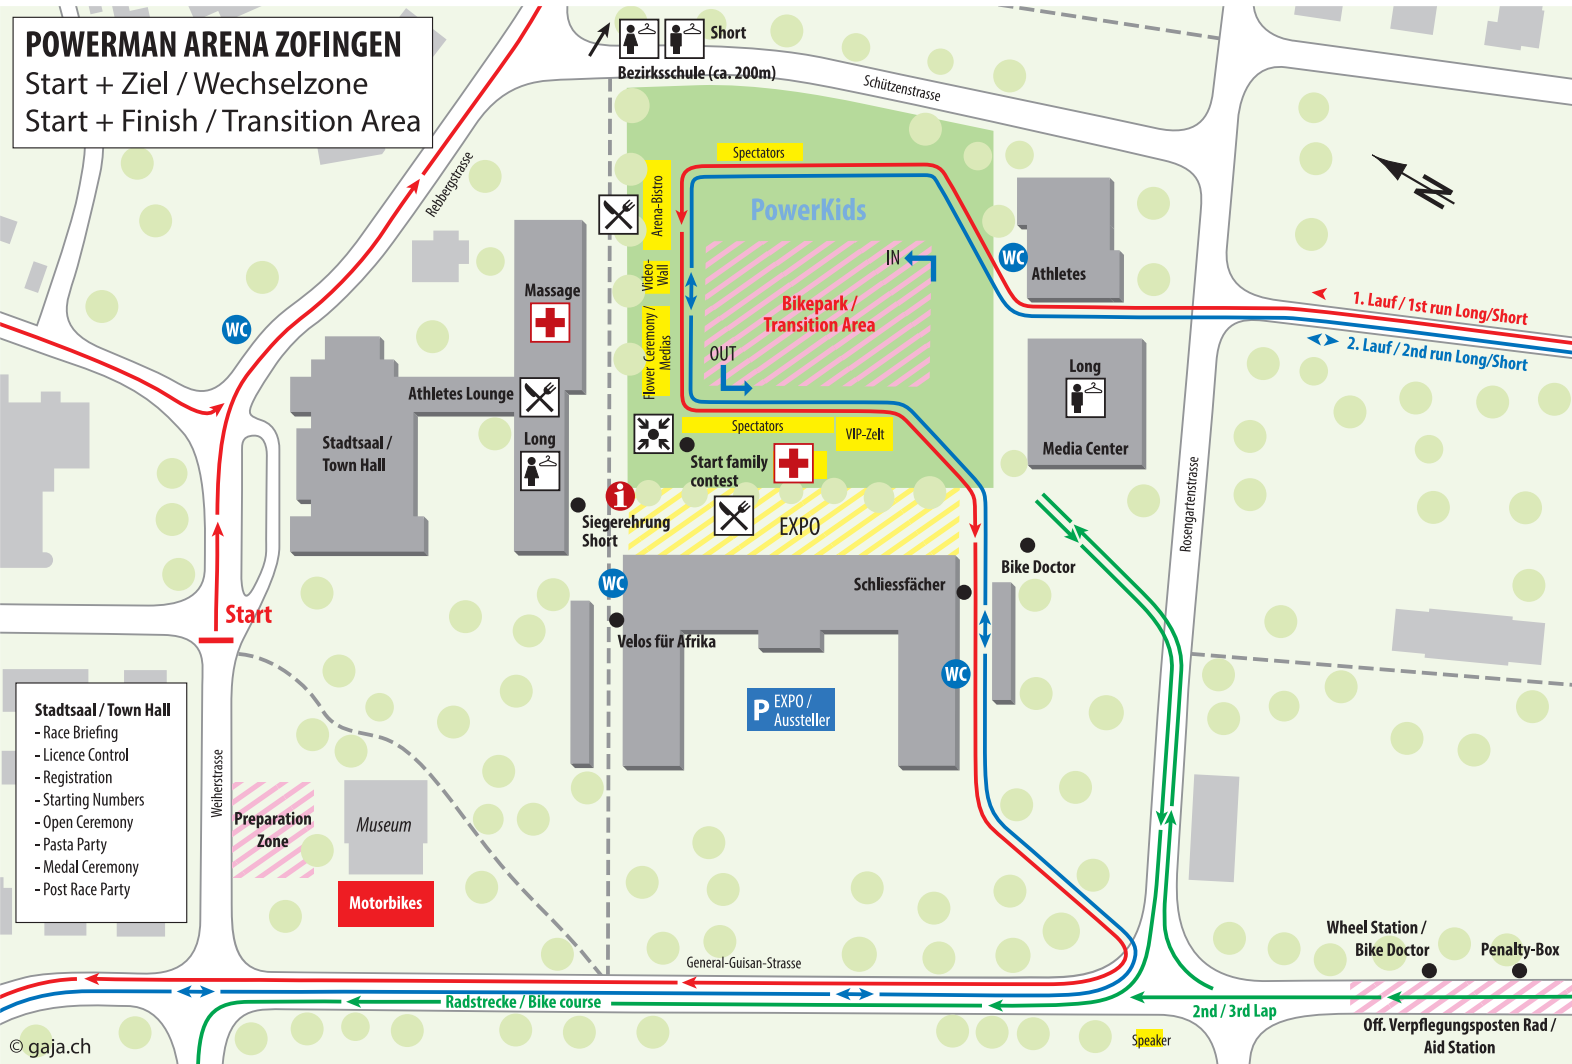 POWERMAN ARENA ZOFINGEN
Start + Ziel / Wechselzone
Start + Finish / Transition Area
Short
Bezirksschule (ca. 200m)
Schützenstrasse
Rebbergstrasse
Spectators
Arena-Bistro
PowerKids
N
WC
IN
WC
Athletes
Video-
Wall
Massage
Bikepark /
Transition Area
1. Lauf / 1st run Long/Short
2. Lauf / 2nd run Long/Short
Flower Ceremony /
Medias
OUT
Long
Media Center
Athletes Lounge
Long
Stadtsaal /
Town Hall
Spectators
VIP-Zelt
Start family
contest
i
Siegerehrung
Short
EXPO
Rosengartenstrasse
Bike Doctor
WC
Schliessfächer
Start
Velos für Afrika
WC
P EXPO /
Aussteller
Stadtsaal / Town Hall
- Race Briefing
- Licence Control
- Registration
- Starting Numbers
- Open Ceremony
- Pasta Party
- Medal Ceremony
- Post Race Party
Weiherstrasse
Preparation
Zone
Museum
Motorbikes
General-Guisan-Strasse
Wheel Station /
Bike Doctor
Penalty-Box
Radstrecke / Bike course
2nd / 3rd Lap
Off. Verpflegungsposten Rad /
Aid Station
Speaker
© gaja.ch